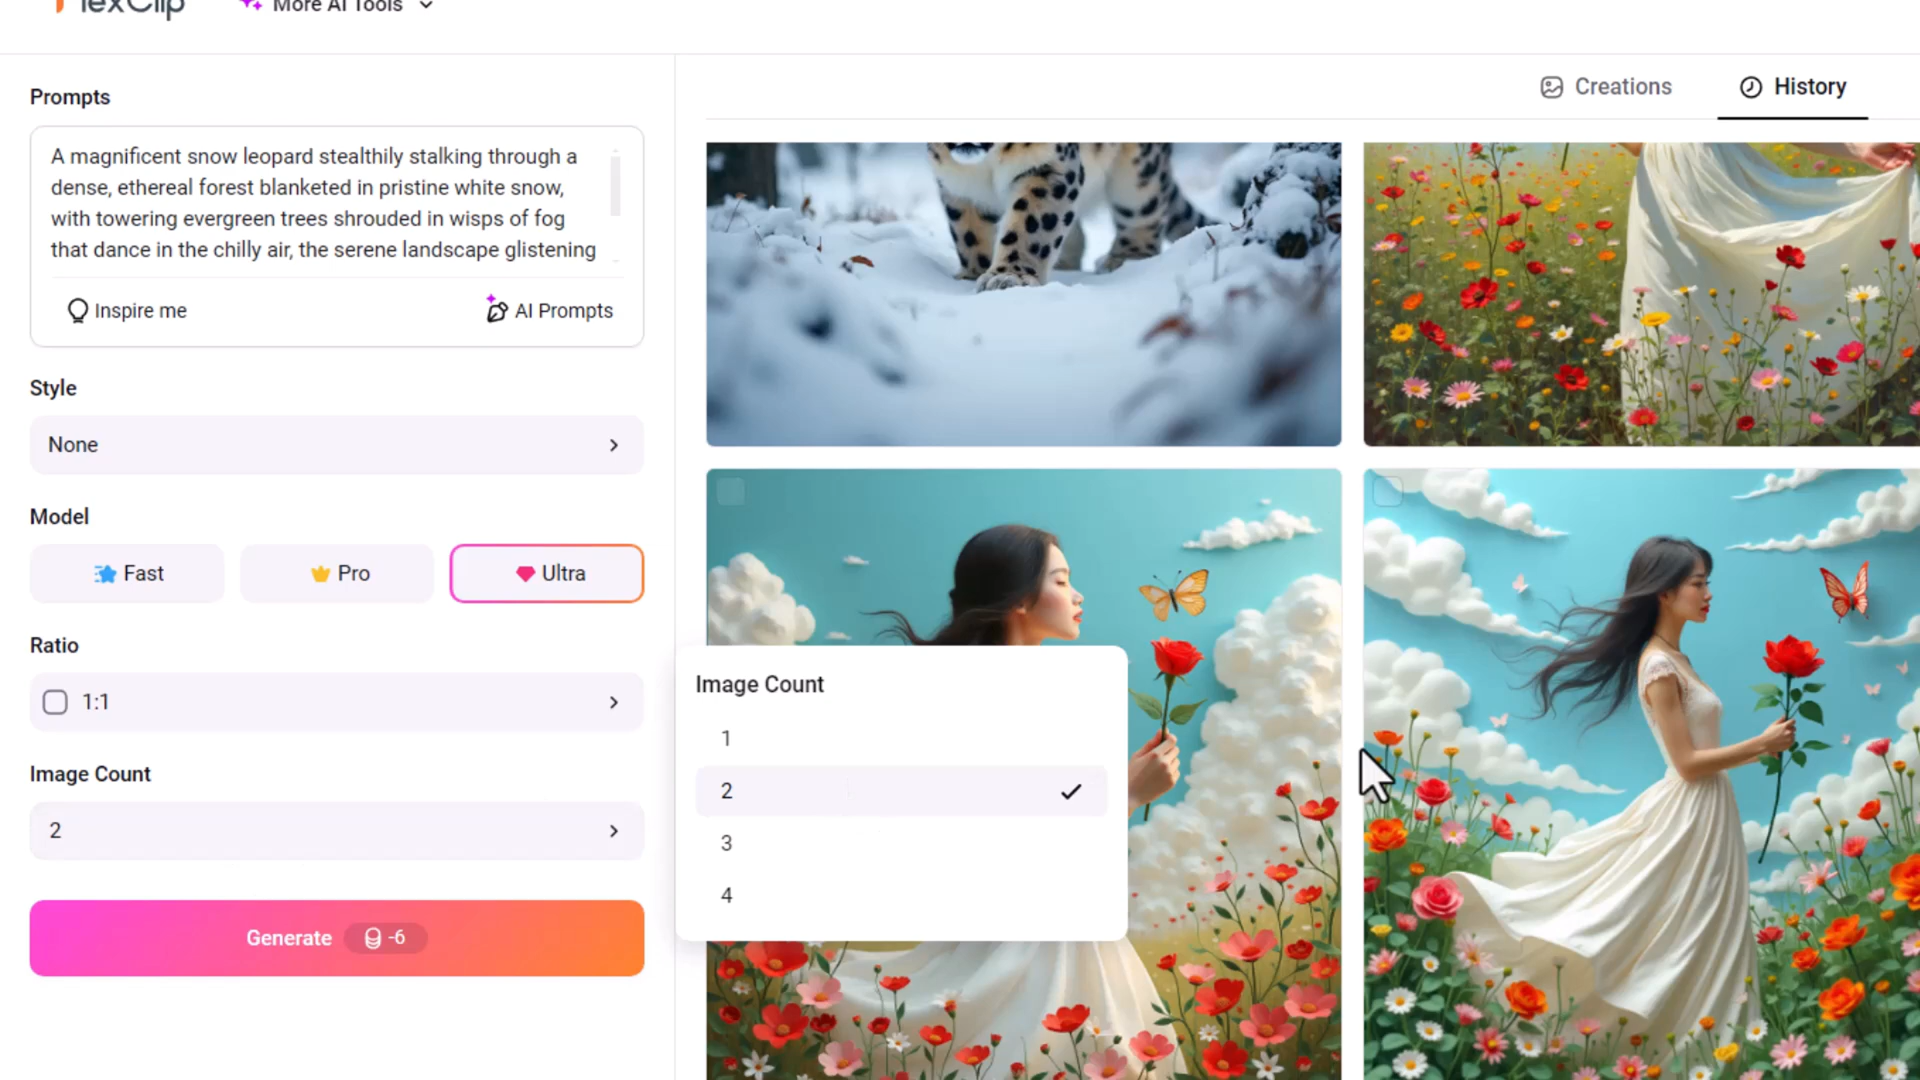 FlexClip
More AI Tools
Creations
History
Prompts
A magnificent snow leopard stealthily stalking through a
dense, ethereal forest blanketed in pristine white snow,
with towering evergreen trees shrouded in wisps of fog
that dance in the chilly air, the serene landscape glistening
Inspire me
AI Prompts
Style
None
Model
Fast
Pro
Ultra
Ratio
1:1
Image Count
2
Generate
-6
Image Count
1
2
3
4